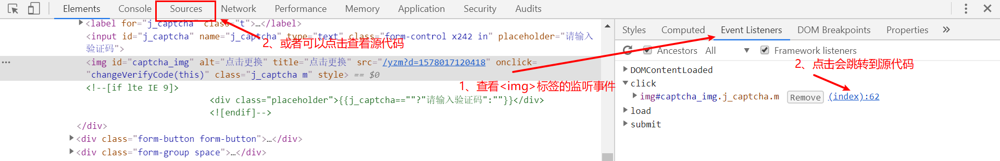 Elements Console Sources Network Performance Memory Application Security Audits
<label for="j_captcha" class="t">…</label>
<input id="j_captcha" name="j_captcha" type="text" class="form-control x242 in" placeholder="请输入
验证码">
2、或者可以点击查看源代码
<img id="captcha_img" alt="点击更换" title="点击更换" src="/yzm?d=1578017120418" onclick=
"changeVerifyCode(this)" class="j_captcha m" style> == $0
1、查看<img>标签的监听事件
<!--[if lte IE 9]>
<div class="placeholder">{{j_captcha==""?"请输入验证码":""}}</div>
<![endif]-->
</div>
<div class="form-button form-button">…</div>
<div class="form-group space">…</div>
Styles Computed Event Listeners DOM Breakpoints Properties »
Ancestors All Framework listeners
2、点击会跳转到源代码
DOMContentLoaded
click
img#captcha_img.j_captcha.m Remove (index):62
load
submit